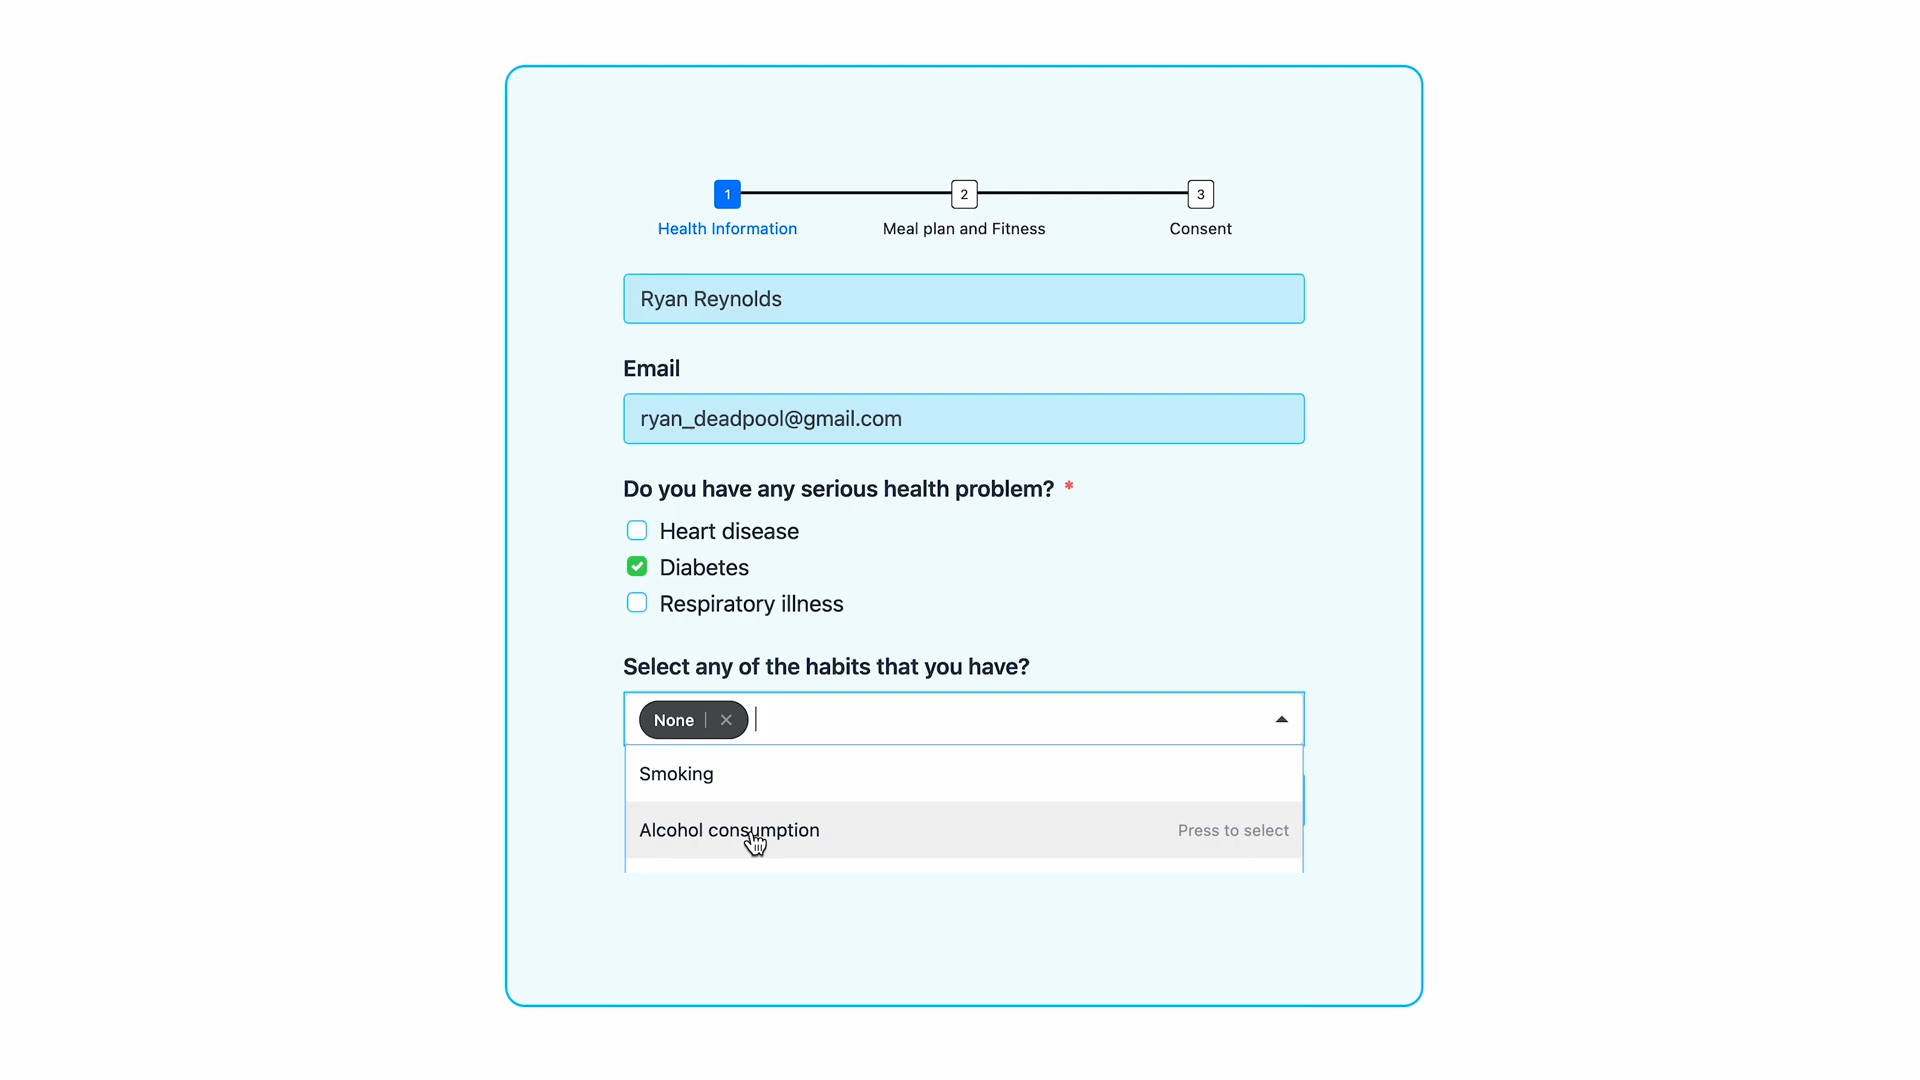 1 2 3
Health Information Meal plan and Fitness Consent
Ryan Reynolds
Email
ryan_deadpool@gmail.com
Do you have any serious health problem? *
Heart disease
Diabetes
Respiratory illness
Select any of the habits that you have?
None
Smoking
Alcohol consumption Press to select